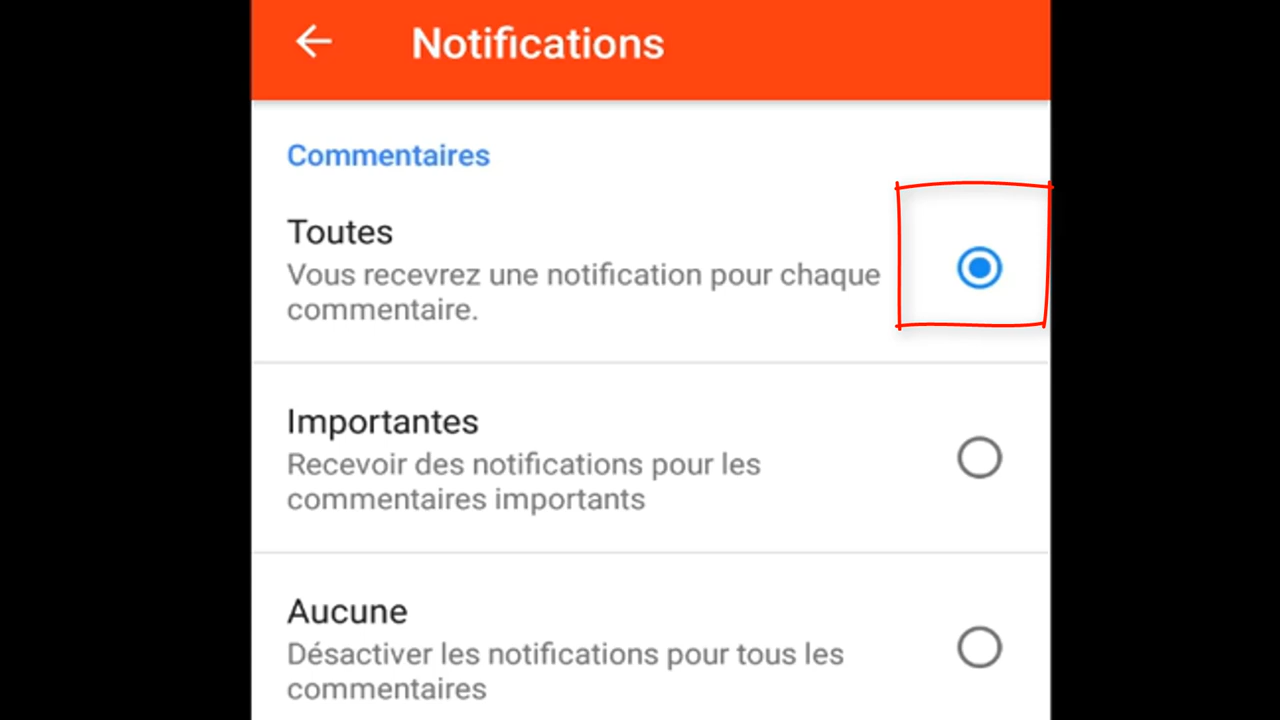 Notifications
Commentaires
Toutes
Vous recevrez une notification pour chaque
commentaire.
Importantes
Recevoir des notifications pour les
commentaires importants
Aucune
Désactiver les notifications pour tous les
commentaires